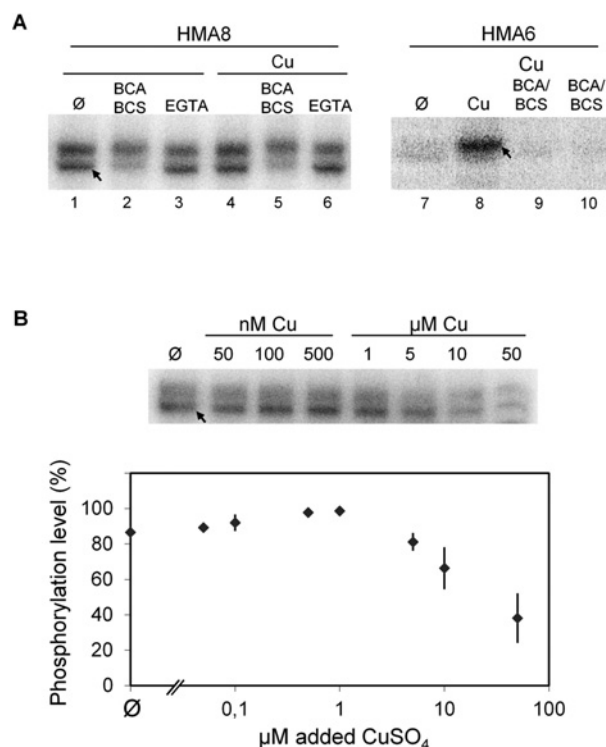 A
HMA8
HMA6
Cu
Cu
Ø
BCA
BCS
EGTA
BCA
BCS
EGTA
Ø
Cu
BCA/
BCS
BCA/
BCS
1 2 3 4 5 6
7 8 9 10
B
nM Cu
µM Cu
Ø 50 100 500 1 5 10 50
Phosphorylation level (%)
100
80
60
40
20
0
Ø 0,1 1 10 100
µM added CuSO4